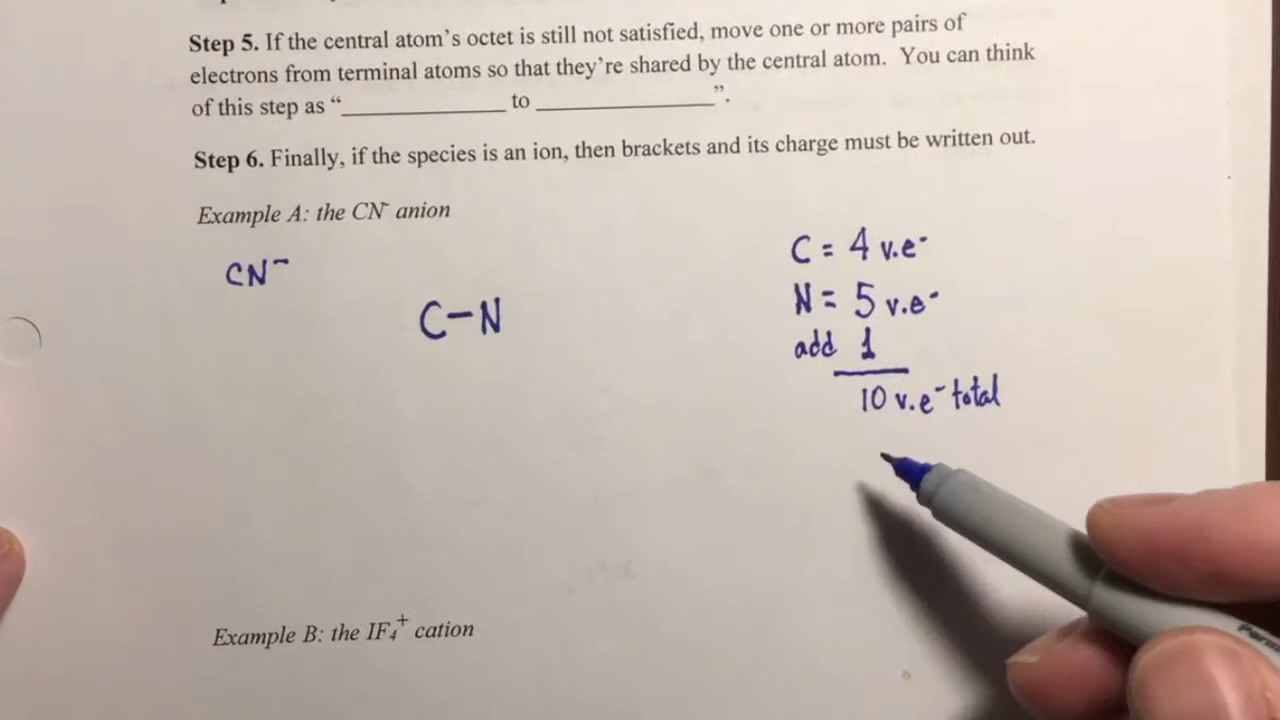 Step 5. If the central atom's octet is still not satisfied, move one or more pairs of
electrons from terminal atoms so that they're shared by the central atom. You can think
of this step as “____________ to _____________”.
Step 6. Finally, if the species is an ion, then brackets and its charge must be written out.
Example A: the CN⁻ anion
CN⁻
C–N
C = 4 v.e⁻
N = 5 v.e⁻
add 1
10 v.e⁻ total
Example B: the IF₄⁺ cation